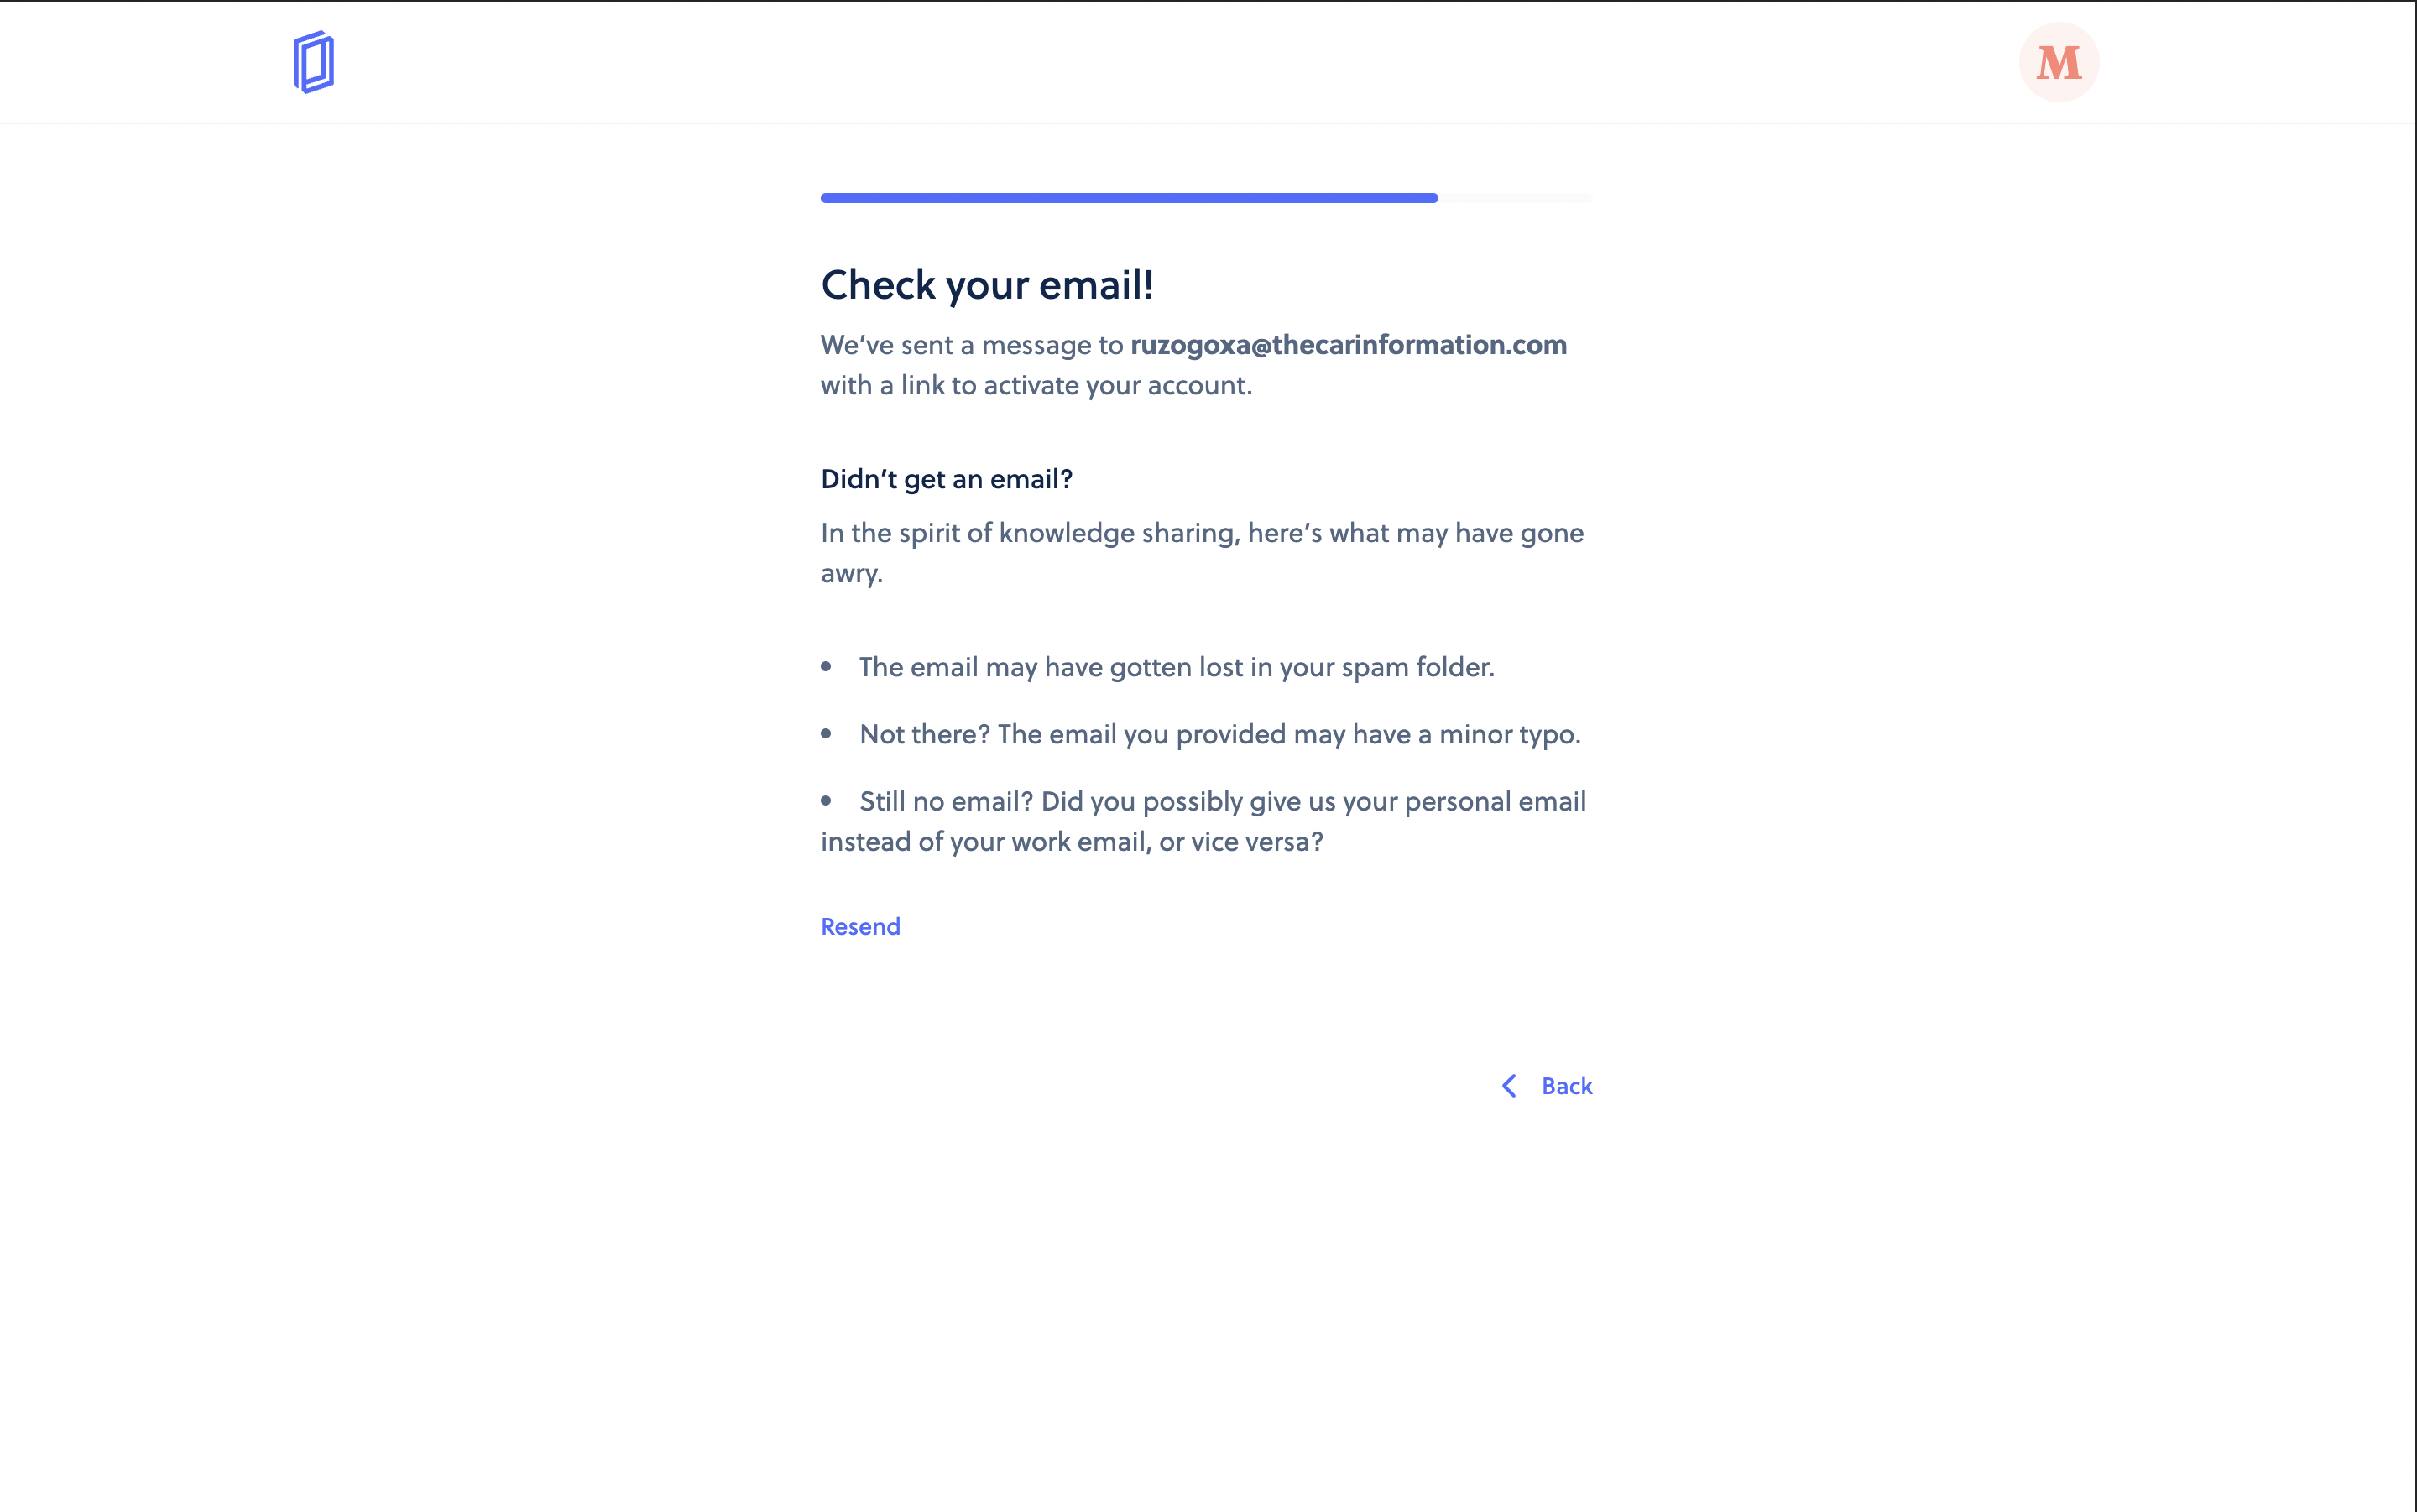 M
Check your email!
We’ve sent a message to ruzogoxa@thecarinformation.com
with a link to activate your account.
Didn’t get an email?
In the spirit of knowledge sharing, here’s what may have gone
awry.
• The email may have gotten lost in your spam folder.
• Not there? The email you provided may have a minor typo.
• Still no email? Did you possibly give us your personal email
instead of your work email, or vice versa?
Resend
Back